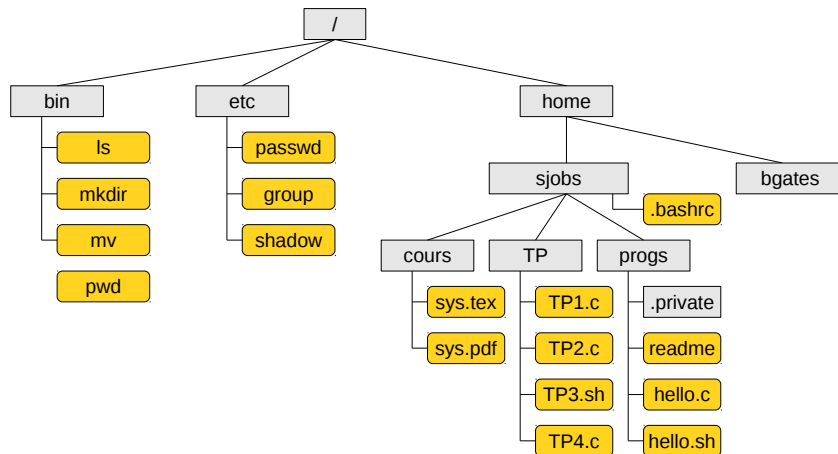 /
bin
etc
home
ls
passwd
sjobs
bgates
mkdir
group
.bashrc
mv
shadow
cours
TP
progs
pwd
sys.tex
TP1.c
.private
sys.pdf
TP2.c
readme
TP3.sh
hello.c
TP4.c
hello.sh